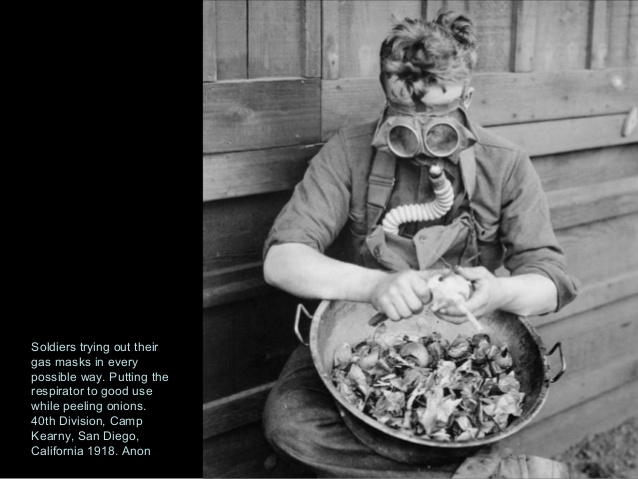 Soldiers trying out their
gas masks in every
possible way. Putting the
respirator to good use
while peeling onions.
40th Division, Camp
Kearny, San Diego,
California 1918. Anon